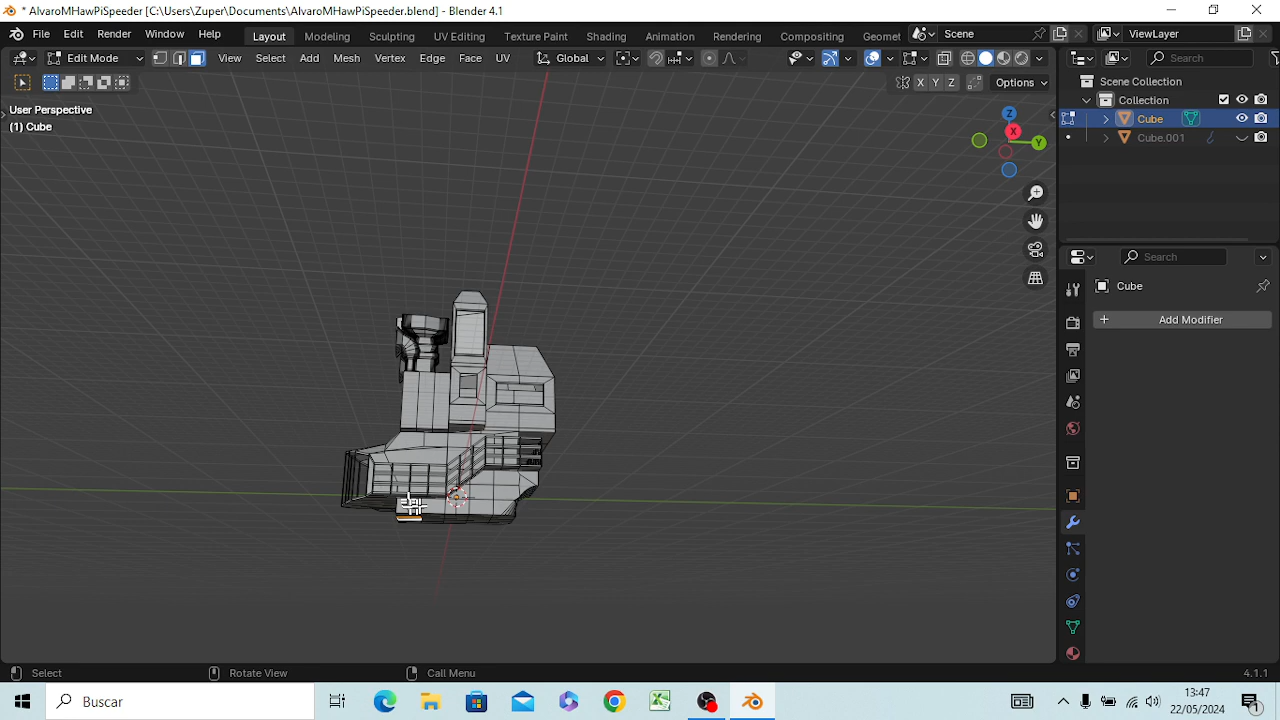 * AlvaroMHawPiSpeeder [C:\Users\Zuper\Documents\AlvaroMHawPiSpeeder.blend] - Blender 4.1
File Edit Render Window Help Layout Modeling Sculpting UV Editing Texture Paint Shading Animation Rendering Compositing Geomet Scene ViewLayer
Edit Mode View Select Add Mesh Vertex Edge Face UV Global Search
X Y Z Options
User Perspective
(1) Cube
Z
X
Y
Scene Collection
Collection
Cube
Cube.001
Search
Cube
Add Modifier
Select Rotate View Call Menu 4.1.1
Buscar
13:47
22/05/2024
1